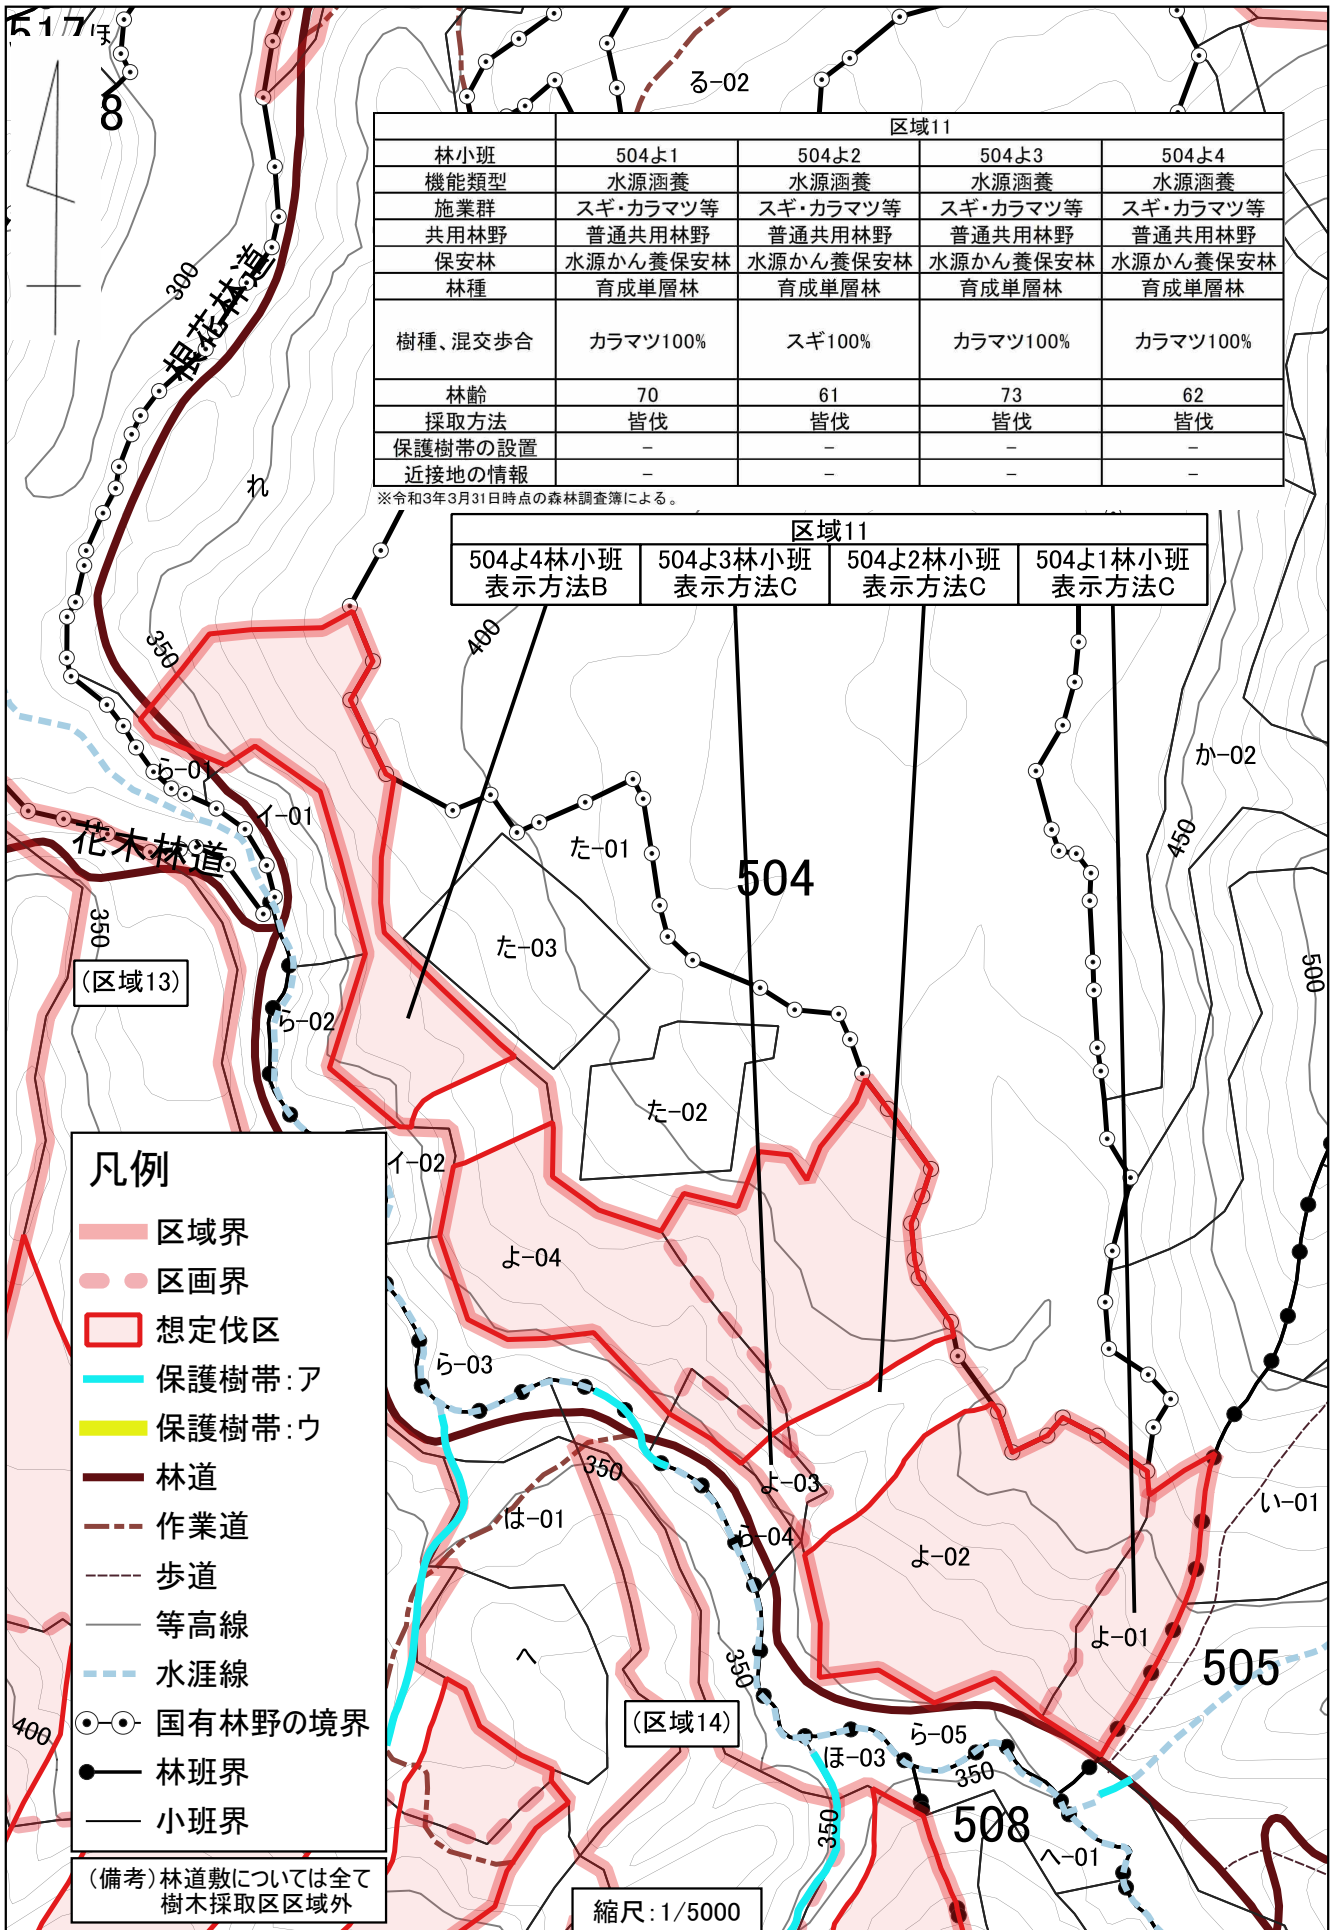 517
ほ
8
る-02
区域11
林小班 504よ1 504よ2 504よ3 504よ4
機能類型 水源涵養 水源涵養 水源涵養 水源涵養
施業群 スギ・カラマツ等 スギ・カラマツ等 スギ・カラマツ等 スギ・カラマツ等
共用林野 普通共用林野 普通共用林野 普通共用林野 普通共用林野
保安林 水源かん養保安林 水源かん養保安林 水源かん養保安林 水源かん養保安林
林種 育成単層林 育成単層林 育成単層林 育成単層林
樹種、混交歩合 カラマツ100% スギ100% カラマツ100% カラマツ100%
林齢 70 61 73 62
採取方法 皆伐 皆伐 皆伐 皆伐
保護樹帯の設置 － － － －
近接地の情報 － － － －
※令和3年3月31日時点の森林調査簿による。
300
根花林道
れ
区域11
504よ4林小班 504よ3林小班 504よ2林小班 504よ1林小班
表示方法B 表示方法C 表示方法C 表示方法C
350
400
か-02
ら-01
イ-01
花木林道
た-01
504
450
350
た-03
(区域13)
500
ら-02
た-02
イ-02
よ-04
ら-03
350
よ-03
は-01
ら-04
い-01
よ-02
よ-01
へ
350
505
400
(区域14)
ら-05
ほ-03
350
350
508
へ-01
凡例
区域界
区画界
想定伐区
保護樹帯:ア
保護樹帯:ウ
林道
作業道
歩道
等高線
水涯線
国有林野の境界
林班界
小班界
(備考)林道敷については全て
樹木採取区区域外
縮尺:1/5000